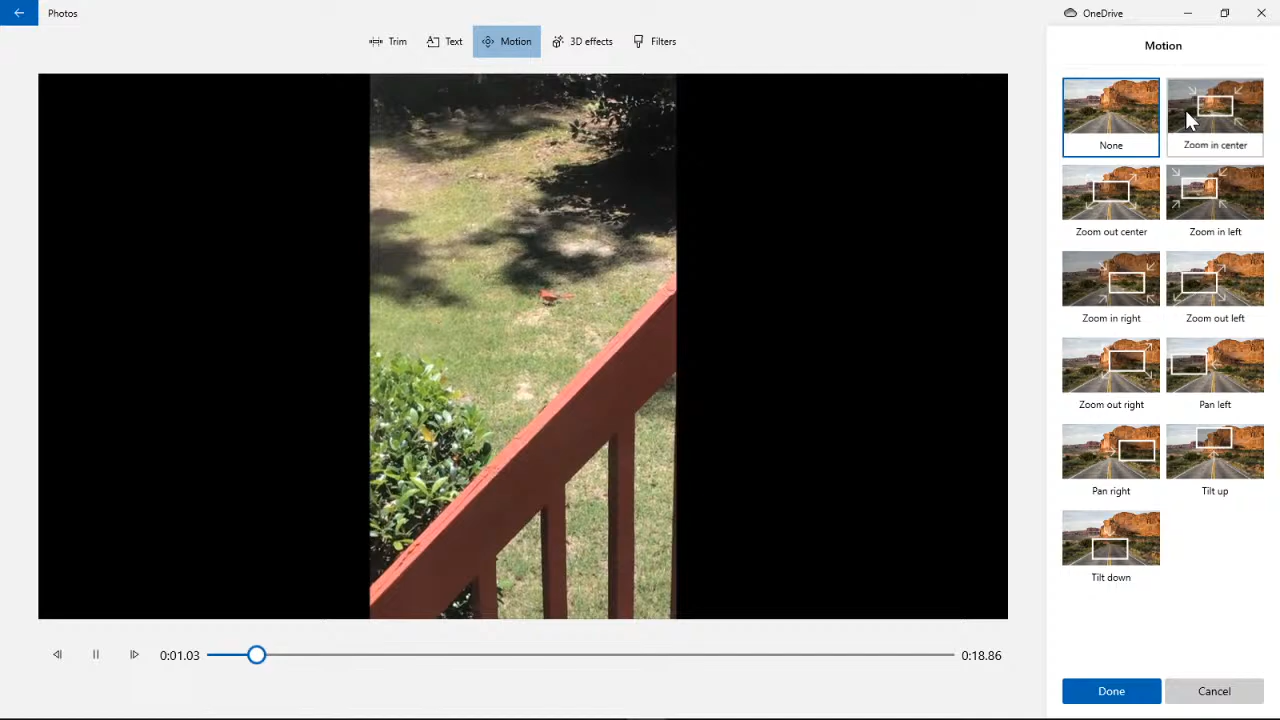 Photos
OneDrive
Trim
Text
Motion
3D effects
Filters
Motion
None
Zoom in center
Zoom out center
Zoom in left
Zoom in right
Zoom out left
Zoom out right
Pan left
Pan right
Tilt up
Tilt down
0:01.03
0:18.86
Done
Cancel